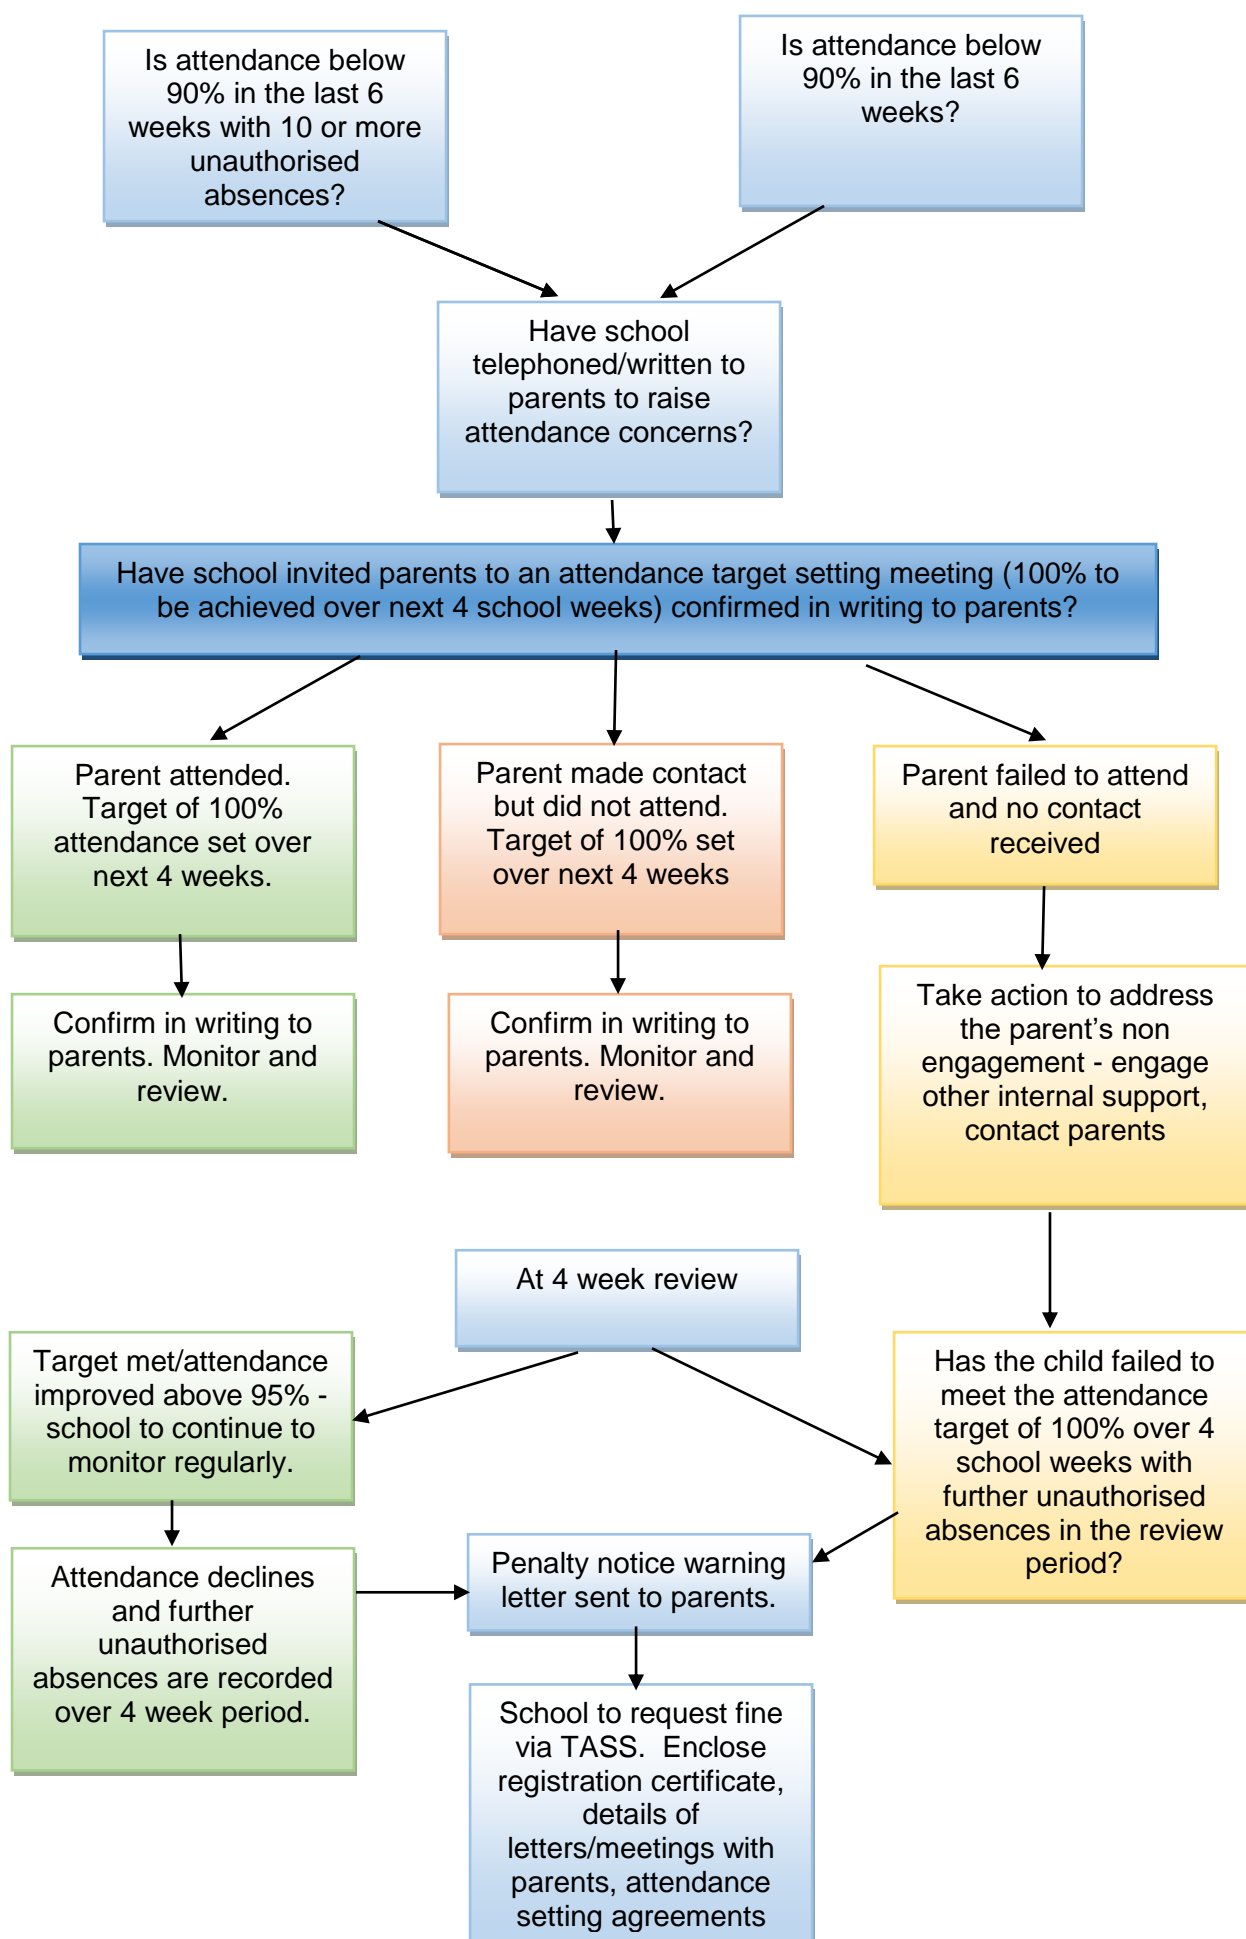 Is attendance below
90% in the last 6
weeks with 10 or more
unauthorised
absences?
Is attendance below
90% in the last 6
weeks?
Have school
telephoned/written to
parents to raise
attendance concerns?
Have school invited parents to an attendance target setting meeting (100% to
be achieved over next 4 school weeks) confirmed in writing to parents?
Parent attended.
Target of 100%
attendance set over
next 4 weeks.
Parent made contact
but did not attend.
Target of 100% set
over next 4 weeks
Parent failed to attend
and no contact
received
Confirm in writing to
parents. Monitor and
review.
Confirm in writing to
parents. Monitor and
review.
Take action to address
the parent’s non
engagement - engage
other internal support,
contact parents
At 4 week review
Target met/attendance
improved above 95% -
school to continue to
monitor regularly.
Has the child failed to
meet the attendance
target of 100% over 4
school weeks with
further unauthorised
absences in the review
period?
Attendance declines
and further
unauthorised
absences are recorded
over 4 week period.
Penalty notice warning
letter sent to parents.
School to request fine
via TASS.  Enclose
registration certificate,
details of
letters/meetings with
parents, attendance
setting agreements